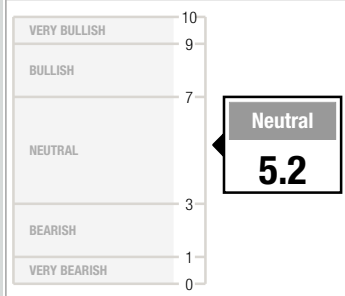 10
VERY BULLISH
9
BULLISH
7
Neutral
NEUTRAL
5.2
3
BEARISH
1
VERY BEARISH
0